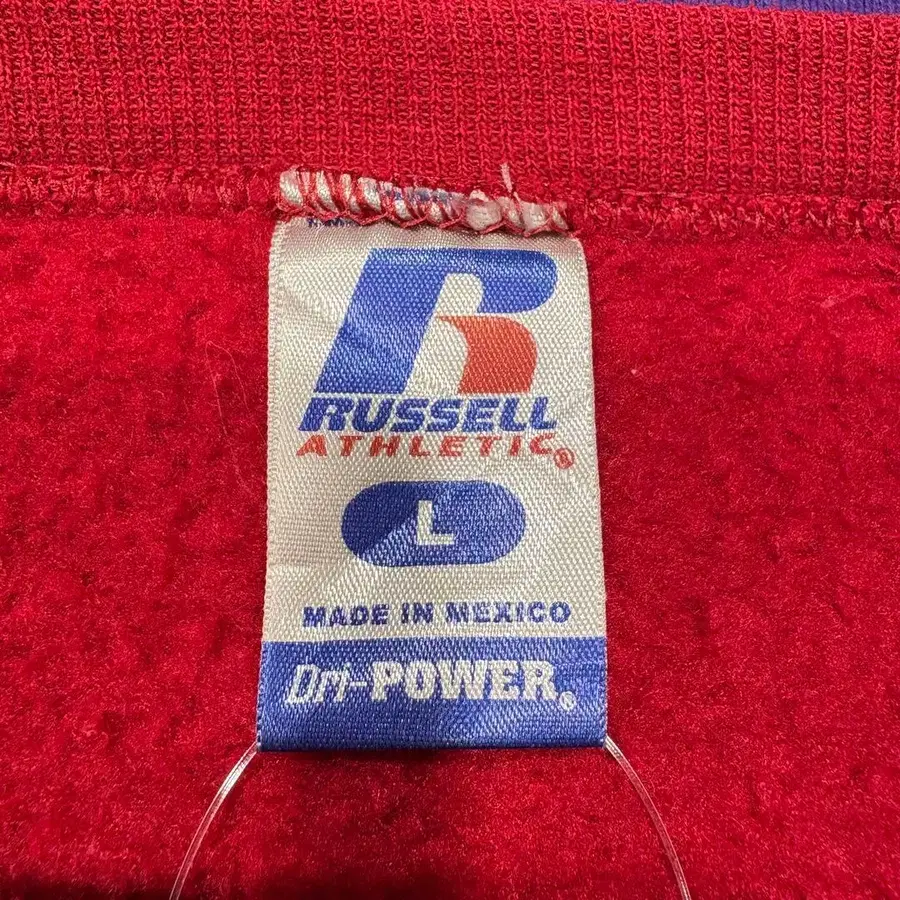 R
RUSSELL
ATHLETIC®
L
MADE IN MEXICO
Dri-POWER®